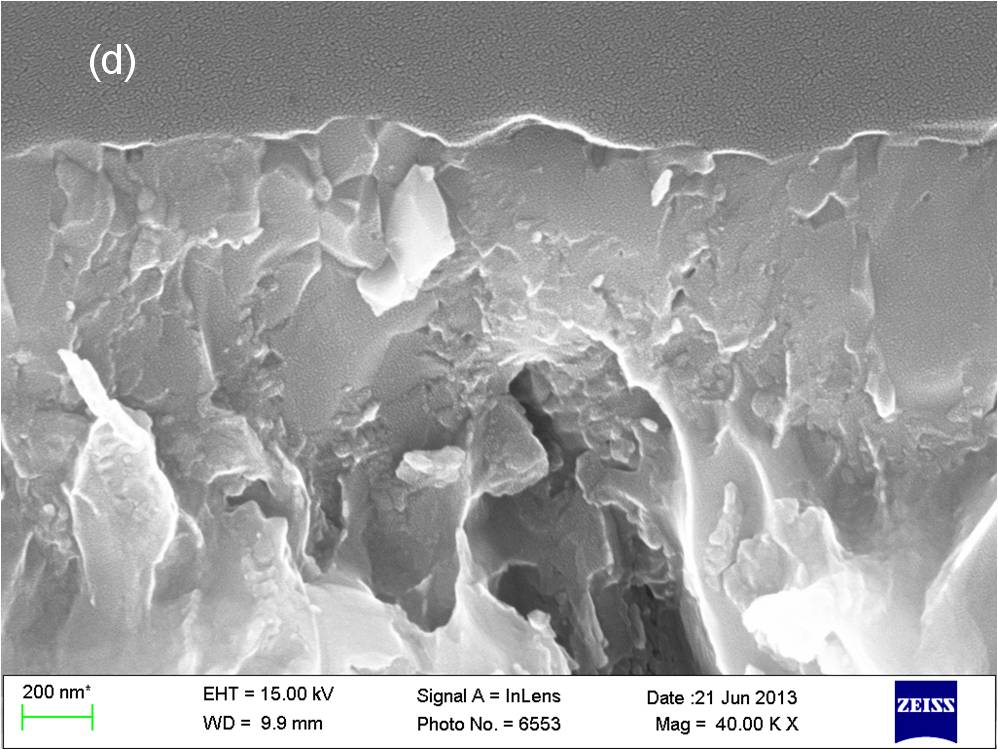 (d)
200 nm*
EHT = 15.00 kV
WD = 9.9 mm
Signal A = InLens
Photo No. = 6553
Date :21 Jun 2013
Mag = 40.00 K X
ZEISS